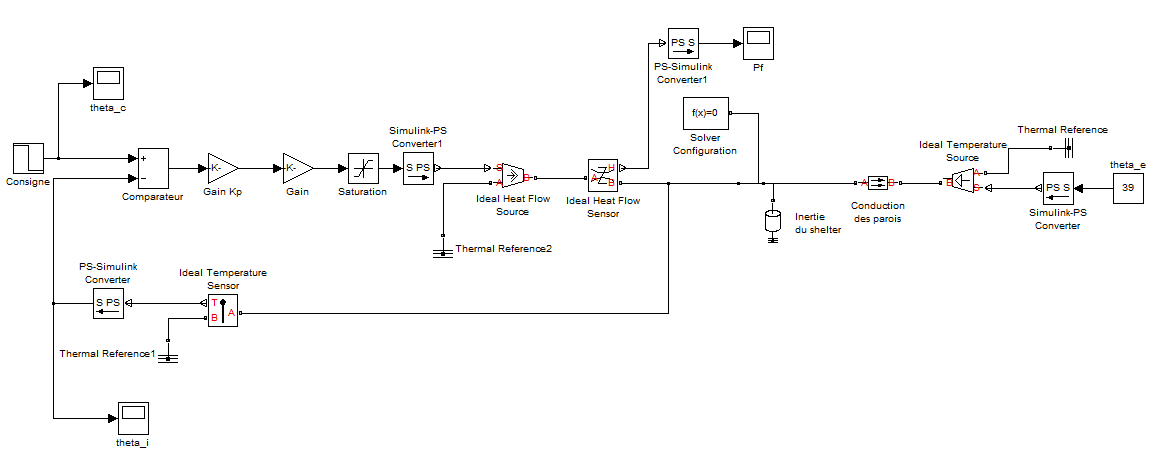 PS S
PS-Simulink
Converter1
Pf
theta_c
f(x)=0
Solver
Configuration
Simulink-PS
Converter1
Thermal Reference
Ideal Temperature
Source
theta_e
Consigne
+
−
Comparateur
K-
Gain Kp
K-
Gain
Saturation
S PS
S
A
B
Ideal Heat Flow
Source
A
H
B
Ideal Heat Flow
Sensor
A
B
Conduction
des parois
B
A
S
PS S
Simulink-PS
Converter
39
Inertie
du shelter
Thermal Reference2
PS-Simulink
Converter
S PS
Ideal Temperature
Sensor
T
B
A
Thermal Reference1
theta_i